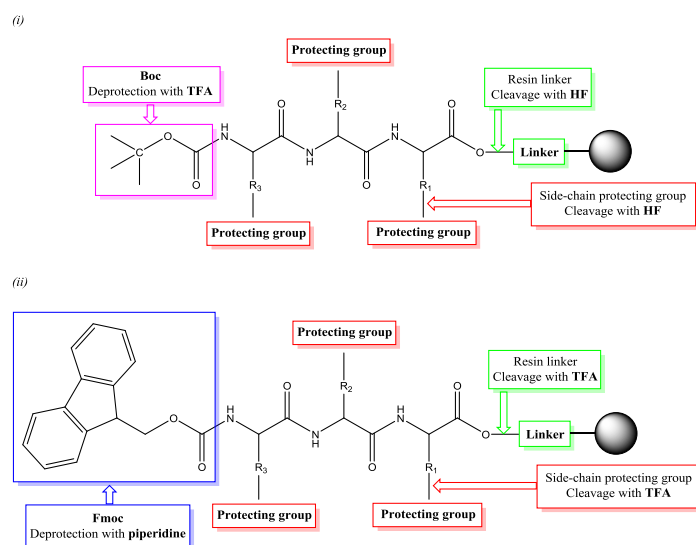 (i)
Protecting group
Boc
Deprotection with TFA
Resin linker
Cleavage with HF
R2
O
O
O
H
N
H
N
O
C
O
N
H
O
Linker
O
R3
O
R1
Protecting group
Protecting group
Side-chain protecting group
Cleavage with HF
(ii)
Protecting group
Resin linker
Cleavage with TFA
R2
O
O
O
H
N
H
N
O
N
H
O
Linker
O
R3
O
R1
Side-chain protecting group
Cleavage with TFA
Protecting group
Protecting group
Fmoc
Deprotection with piperidine